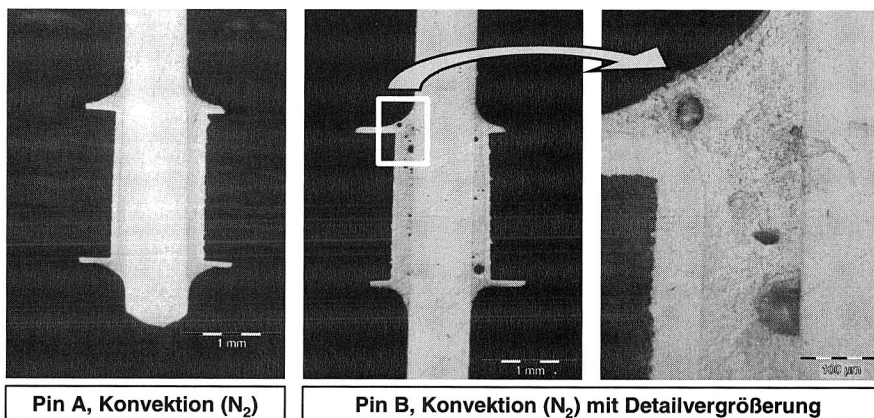 1 mm
1 mm
100 µm
Pin A, Konvektion (N₂)
Pin B, Konvektion (N₂) mit Detailvergrößerung